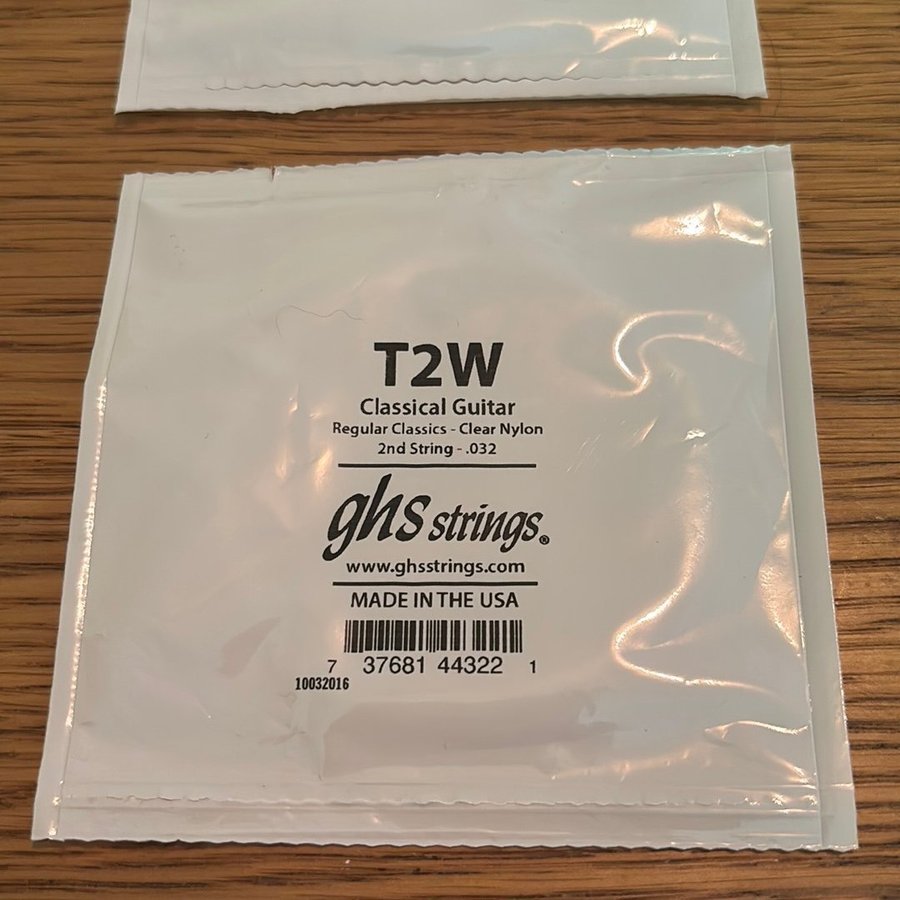 T2W
Classical Guitar
Regular Classics - Clear Nylon
2nd String - .032
ghs strings®
www.ghsstrings.com
MADE IN THE USA
7 37681 44322 1
10032016